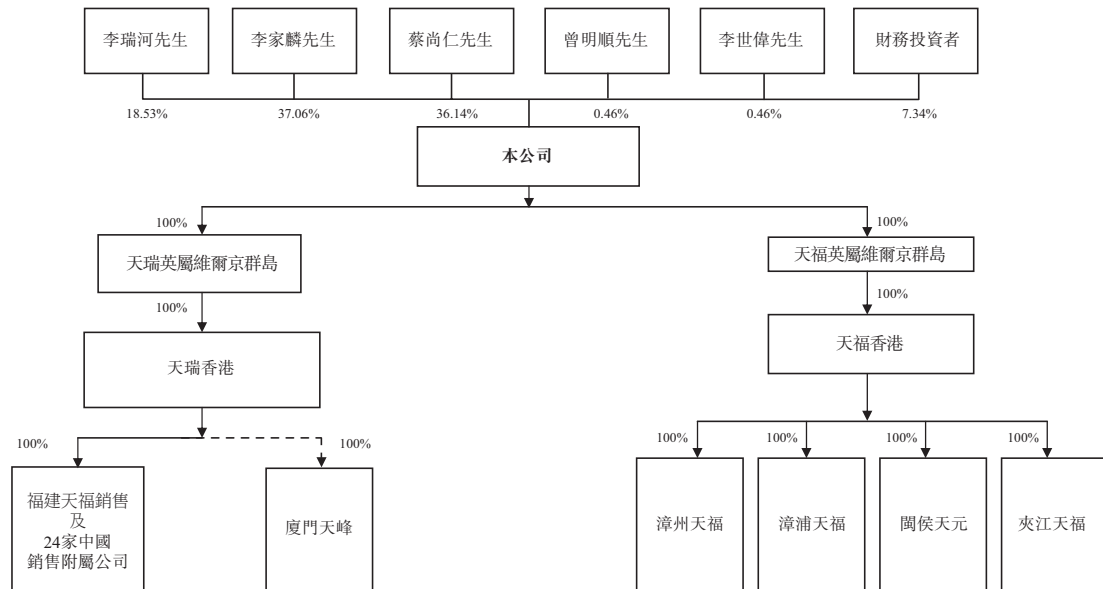 李瑞河先生
李家麟先生
蔡尚仁先生
曾明順先生
李世偉先生
財務投資者
18.53%
37.06%
36.14%
0.46%
0.46%
7.34%
本公司
100%
100%
天瑞英屬維爾京群島
天福英屬維爾京群島
100%
100%
天瑞香港
天福香港
100%
100%
100%
100%
100%
100%
福建天福銷售
及
24家中國
銷售附屬公司
廈門天峰
漳州天福
漳浦天福
閩侯天元
夾江天福